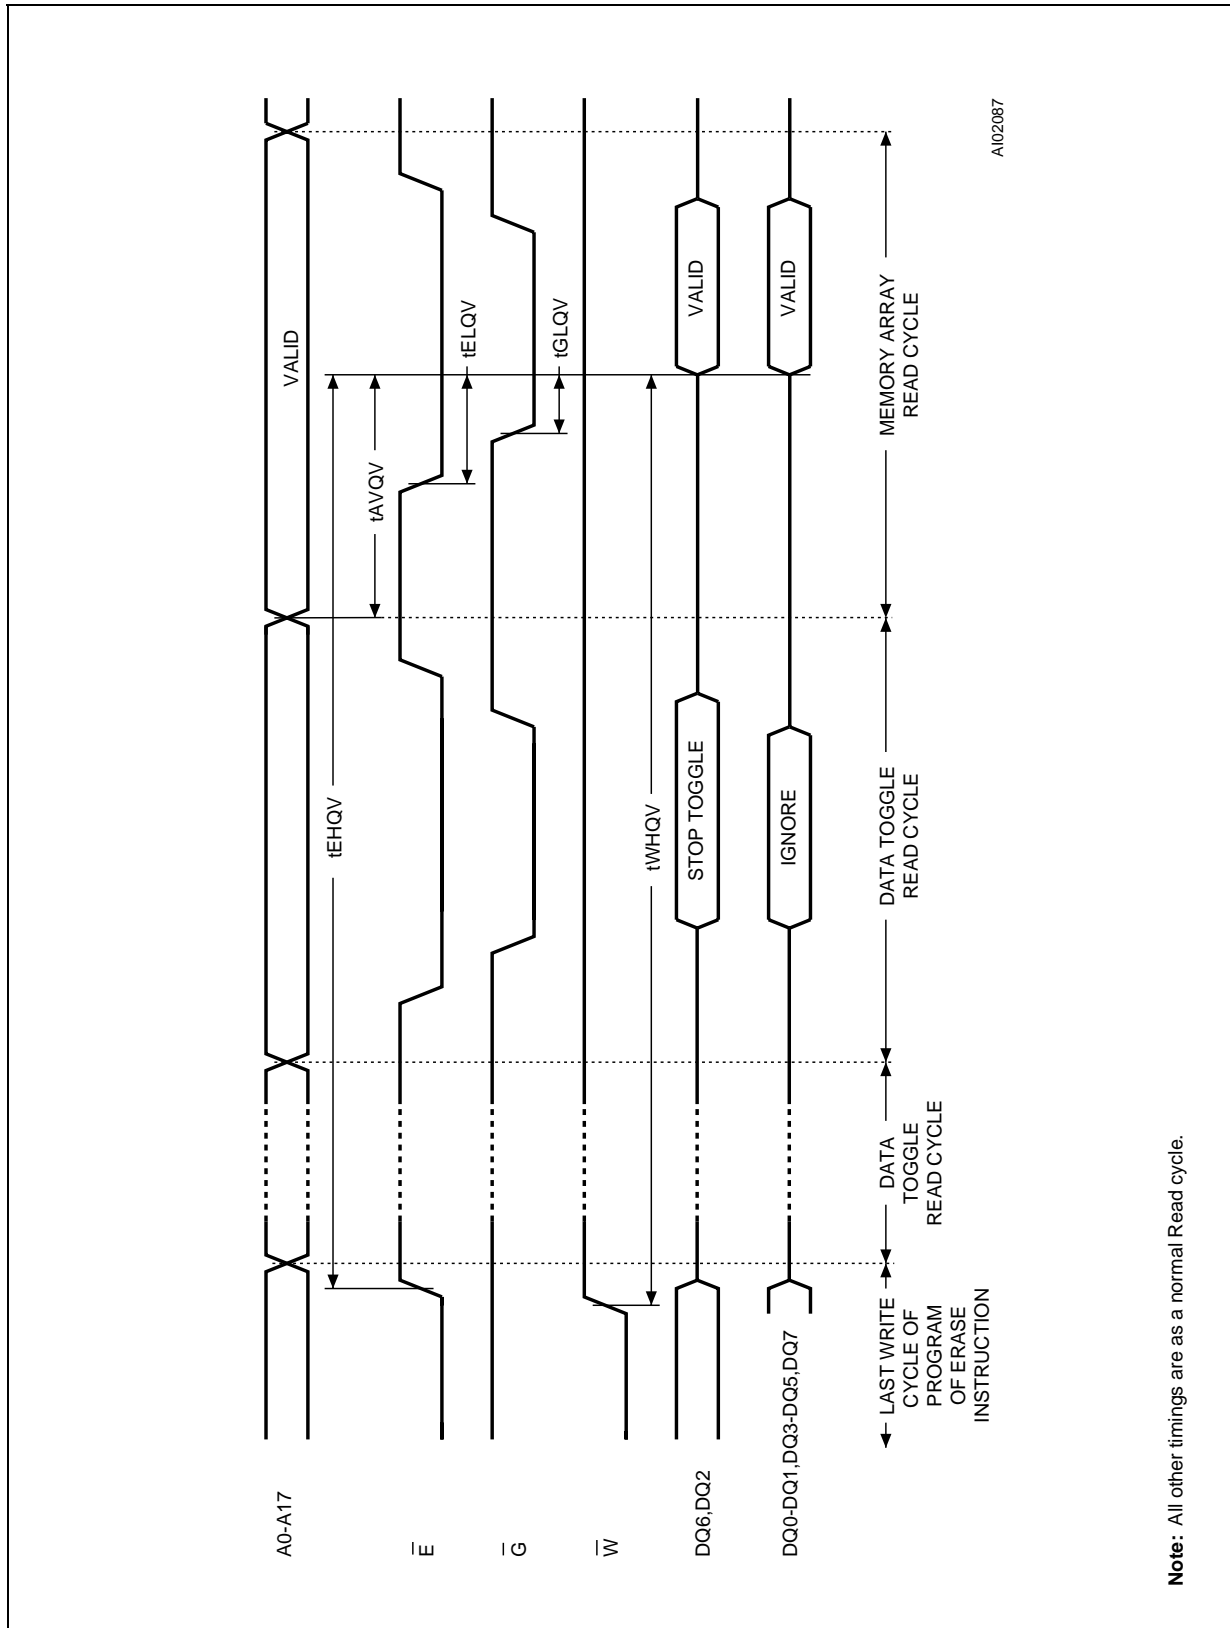 A0-A17
VALID
tEHQV
tAVQV
E
tELQV
G
tGLQV
W
tWHQV
DQ6,DQ2
STOP TOGGLE
VALID
DQ0-DQ1,DQ3-DQ5,DQ7
IGNORE
VALID
LAST WRITE
CYCLE OF
PROGRAM
OF ERASE
INSTRUCTION
DATA
TOGGLE
READ CYCLE
DATA TOGGLE
READ CYCLE
MEMORY ARRAY
READ CYCLE
AI02087
Note: All other timings are as a normal Read cycle.